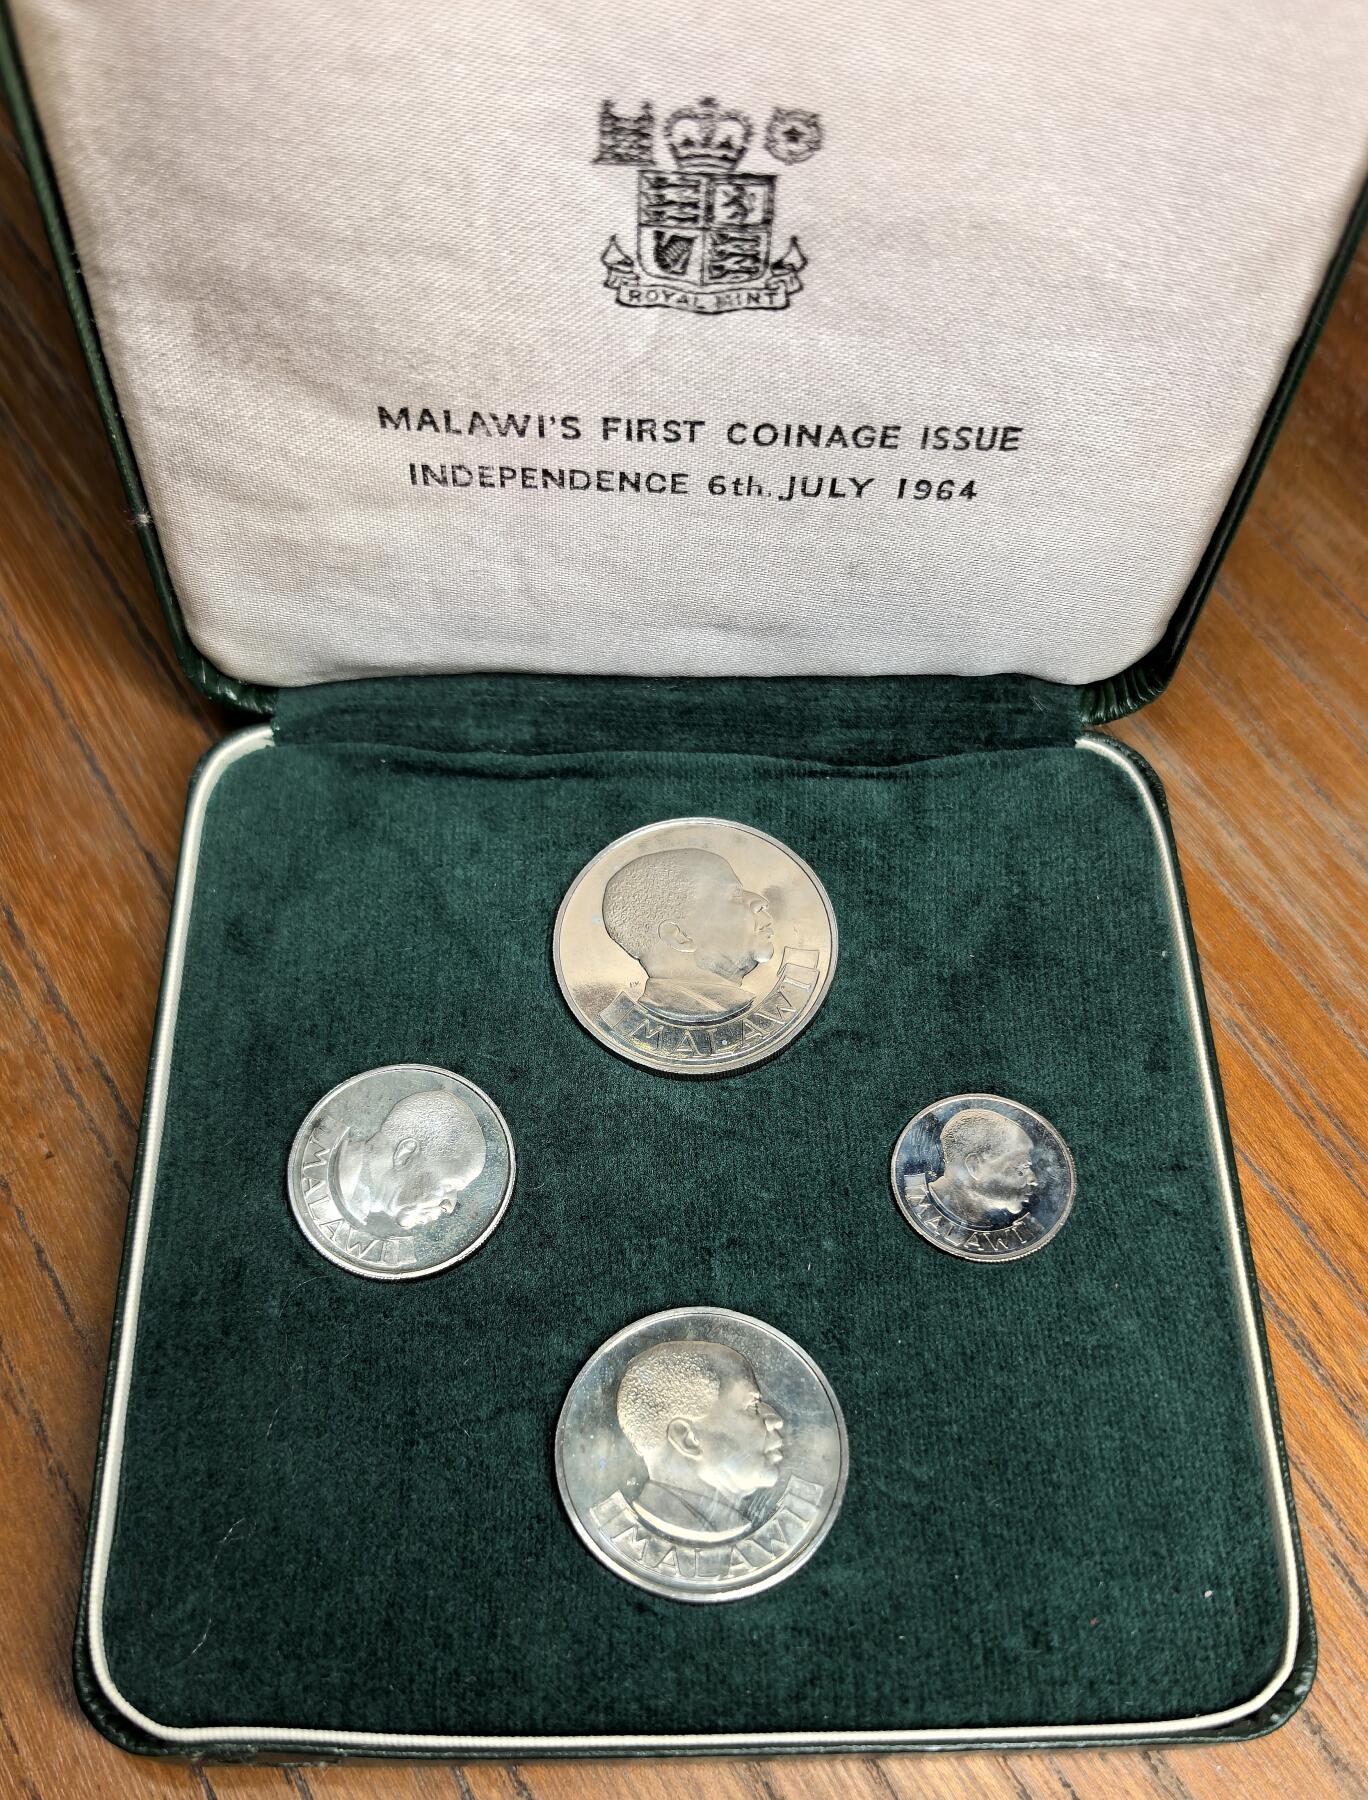 ROYAL MINT
MALAWI'S FIRST COINAGE ISSUE
INDEPENDENCE 6th. JULY 1964
MALAWI
MALAWI
MALAWI
MALAWI